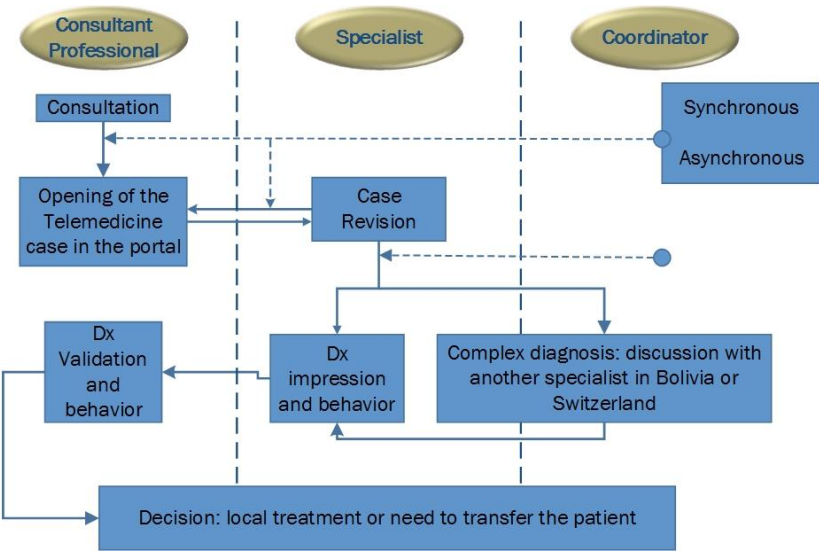 Consultant
Professional
Specialist
Coordinator
Consultation
Synchronous
Asynchronous
Opening of the
Telemedicine
case in the portal
Case
Revision
Dx
Validation
and
behavior
Dx
impression
and behavior
Complex diagnosis: discussion with
another specialist in Bolivia or
Switzerland
Decision: local treatment or need to transfer the patient